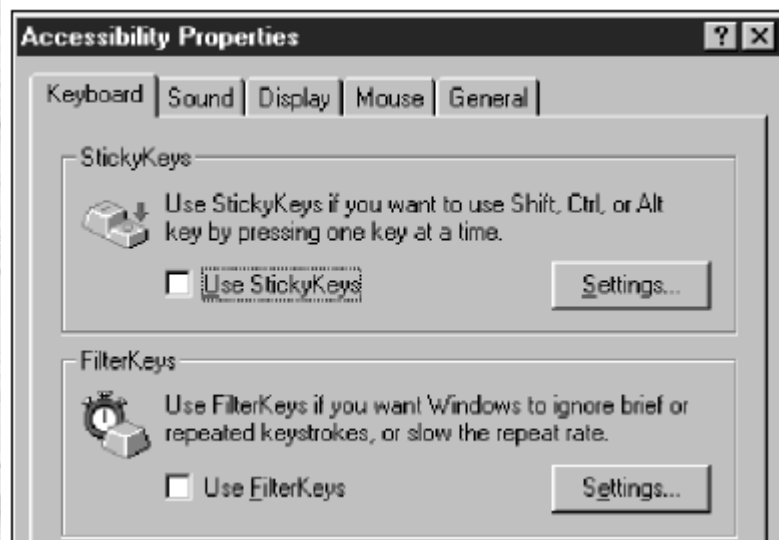 Accessibility Properties
Keyboard Sound Display Mouse General
StickyKeys
Use StickyKeys if you want to use Shift, Ctrl, or Alt
key by pressing one key at a time.
Use StickyKeys Settings...
FilterKeys
Use FilterKeys if you want Windows to ignore brief or
repeated keystrokes, or slow the repeat rate.
Use FilterKeys Settings...